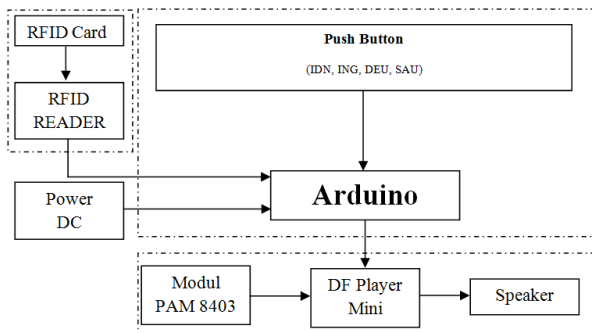 RFID Card
Push Button
(IDN, ING, DEU, SAU)
RFID
READER
Arduino
Power
DC
Modul
PAM 8403
DF Player
Mini
Speaker